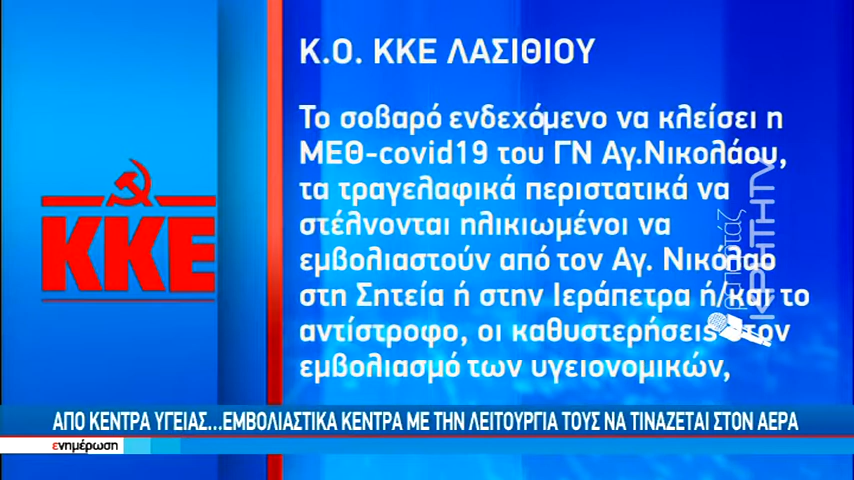 Κ.Ο. ΚΚΕ ΛΑΣΙΘΙΟΥ
Το σοβαρό ενδεχόμενο να κλείσει η
ΜΕΘ-covid19 του ΓΝ Αγ.Νικολάου,
τα τραγελαφικά περιστατικά να
στέλνονται ηλικιωμένοι να
εμβολιαστούν από τον Αγ. Νικόλαο
στη Σητεία ή στην Ιεράπετρα ή/και το
αντίστροφο, οι καθυστερήσεις στον
εμβολιασμό των υγειονομικών,
ΚΚΕ
ρεπορτάζ
ΚΡΗΤΗTV
ΑΠΟ ΚΕΝΤΡΑ ΥΓΕΙΑΣ...ΕΜΒΟΛΙΑΣΤΙΚΑ ΚΕΝΤΡΑ ΜΕ ΤΗΝ ΛΕΙΤΟΥΡΓΙΑ ΤΟΥΣ ΝΑ ΤΙΝΑΖΕΤΑΙ ΣΤΟΝ ΑΕΡΑ
ενημέρωση